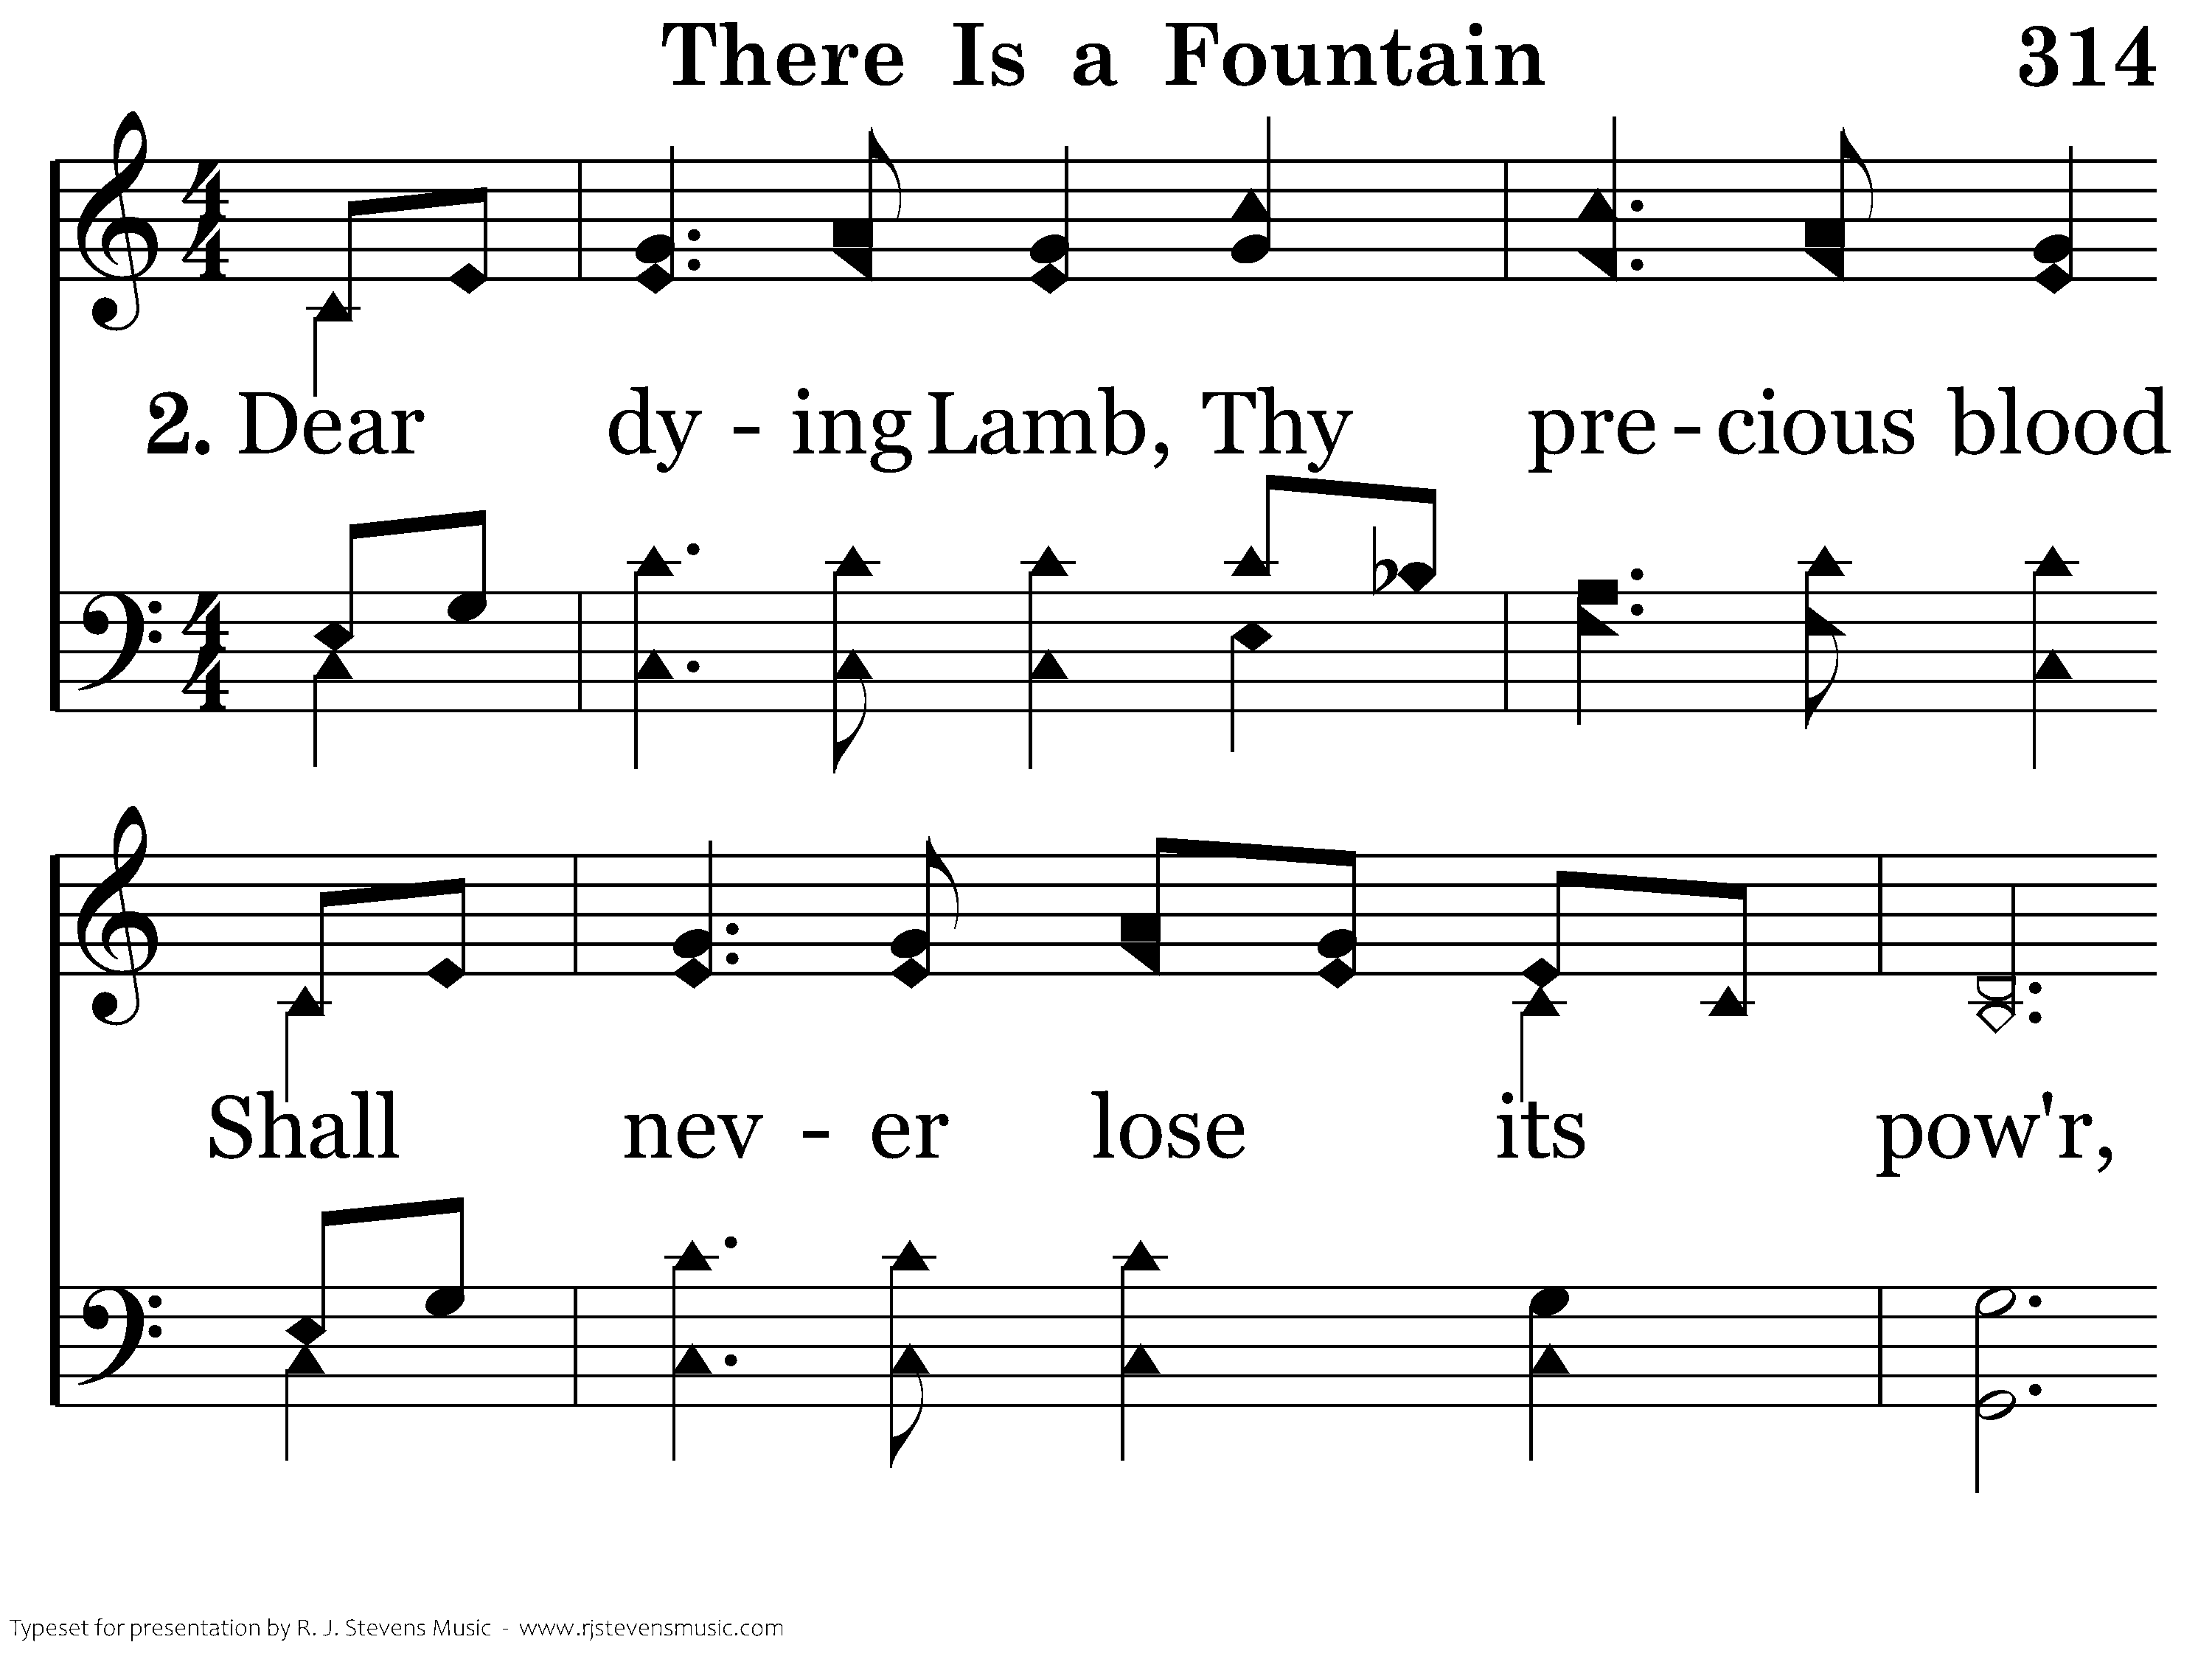 There Is a Fountain 314
2. Dear dy - ing Lamb, Thy pre - cious blood
Shall nev - er lose its pow'r,
Typeset for presentation by R. J. Stevens Music - www.rjstevensmusic.com